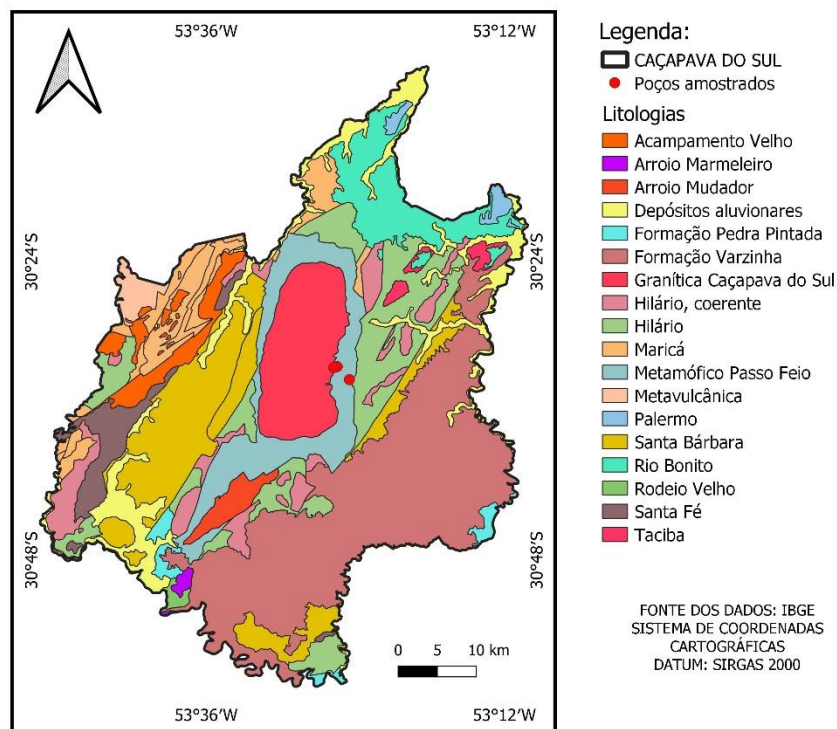 53°36'W
53°12'W
30°24'S
30°24'S
30°48'S
30°48'S
0
5
10 km
53°36'W
53°12'W
Legenda:
CAÇAPAVA DO SUL
Poços amostrados
Litologias
Acampamento Velho
Arroio Marmeleiro
Arroio Mudador
Depósitos aluvionares
Formação Pedra Pintada
Formação Varzinha
Granítica Caçapava do Sul
Hilário, coerente
Hilário
Maricá
Metamófico Passo Feio
Metavulcânica
Palermo
Santa Bárbara
Rio Bonito
Rodeio Velho
Santa Fé
Taciba
FONTE DOS DADOS: IBGE
SISTEMA DE COORDENADAS
CARTOGRÁFICAS
DATUM: SIRGAS 2000